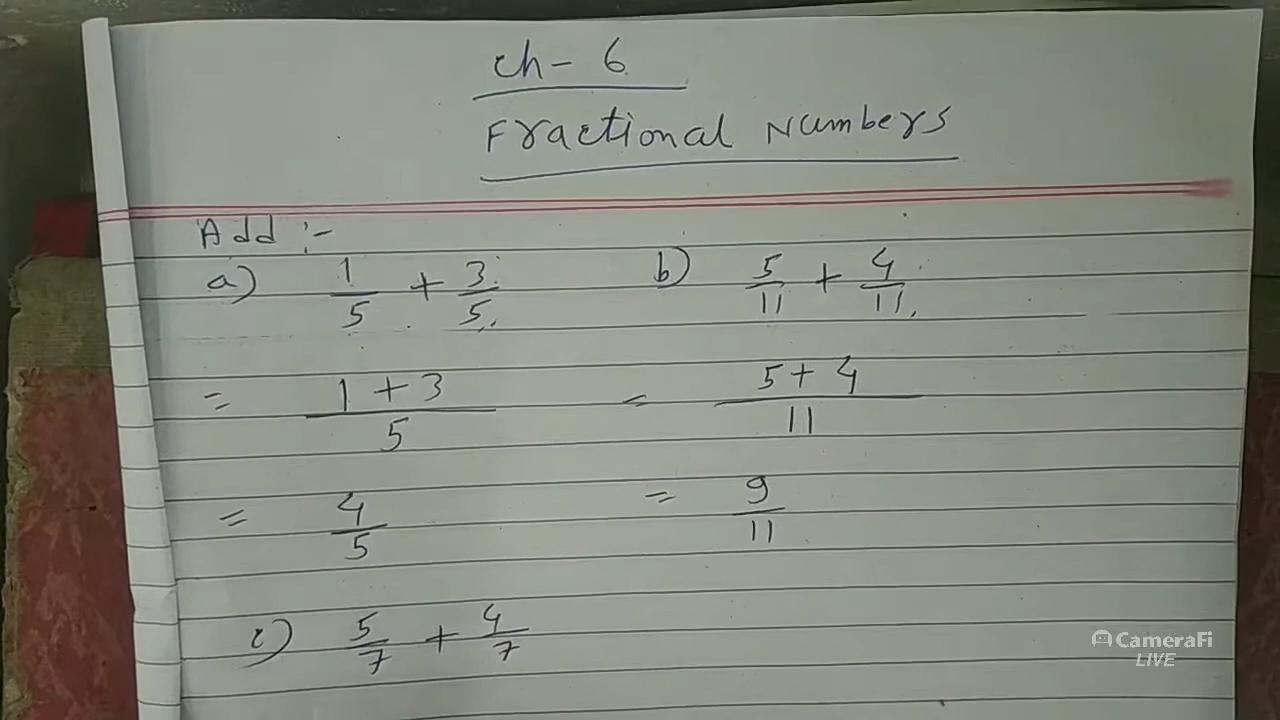 ch - 6
Fractional Numbers
Add :-
a) 1/5 + 3/5 b) 5/11 + 4/11
= 1 + 3/5 = 5 + 4/11
= 4/5 = 9/11
c) 5/7 + 4/7
CameraFi
LIVE